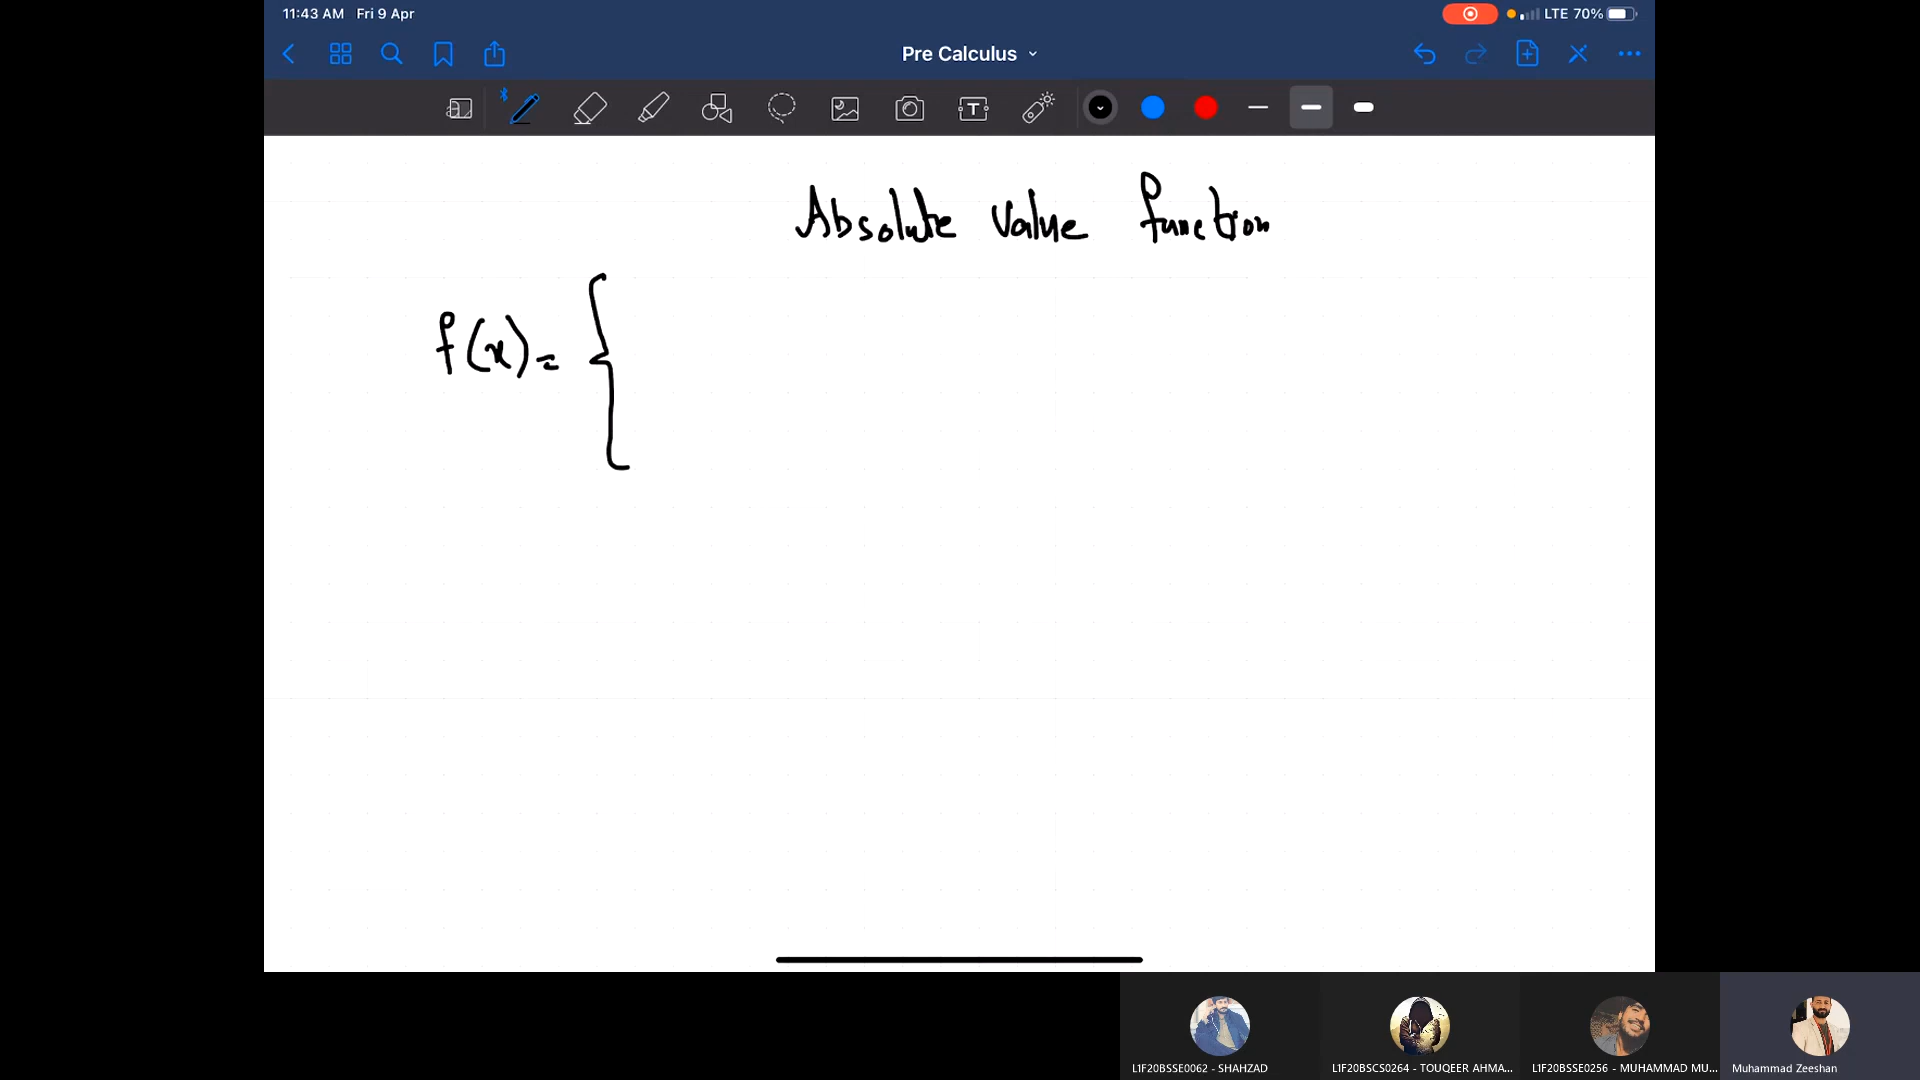 11:43 AM Fri 9 Apr
LTE 70%
Pre Calculus
T
Absolute value function
f(x)= {
L1F20BSSE0062 - SHAHZAD
L1F20BSCS0264 - TOUQEER AHMA...
L1F20BSSE0256 - MUHAMMAD MU...
Muhammad Zeeshan